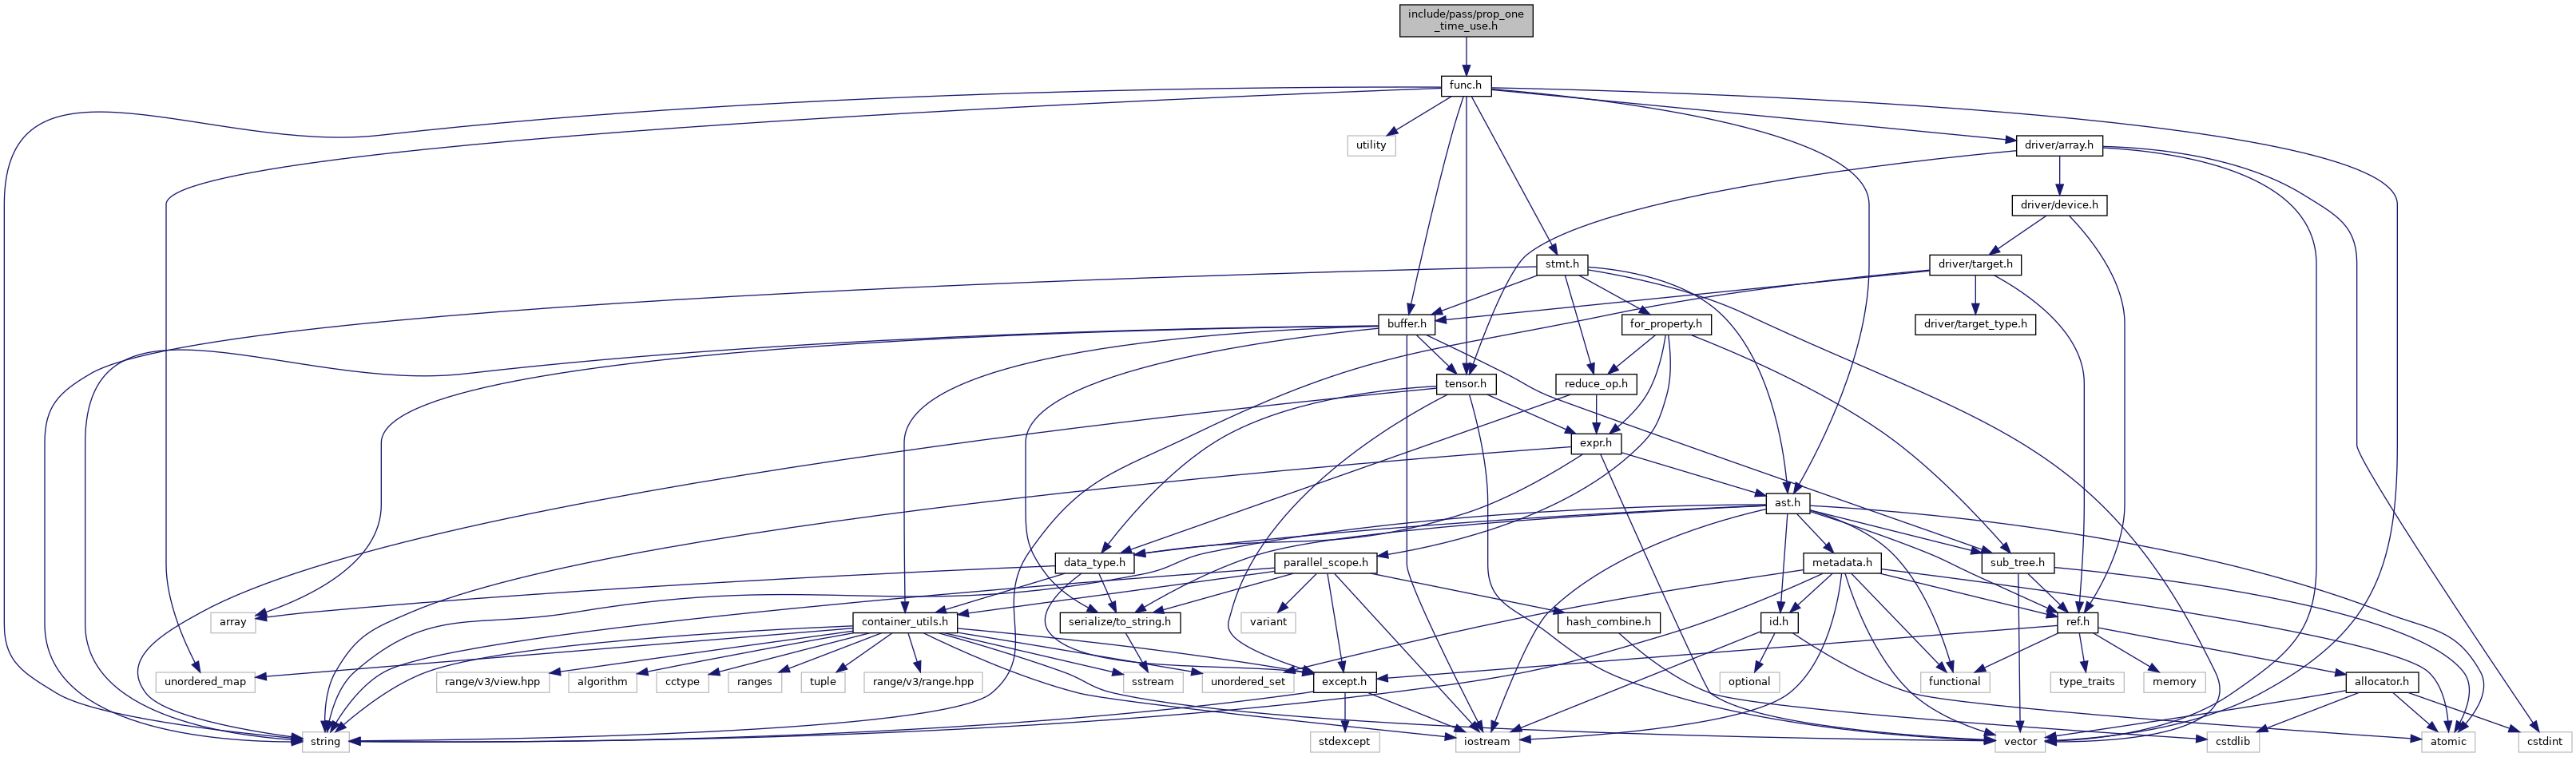 include/pass/prop_one
_time_use.h
func.h
utility
driver/array.h
driver/device.h
stmt.h
driver/target.h
buffer.h
for_property.h
driver/target_type.h
tensor.h
reduce_op.h
expr.h
ast.h
data_type.h
parallel_scope.h
metadata.h
sub_tree.h
array
container_utils.h
serialize/to_string.h
variant
hash_combine.h
id.h
ref.h
unordered_map
range/v3/view.hpp
algorithm
cctype
ranges
tuple
range/v3/range.hpp
sstream
unordered_set
except.h
optional
functional
type_traits
memory
allocator.h
string
stdexcept
iostream
vector
cstdlib
atomic
cstdint